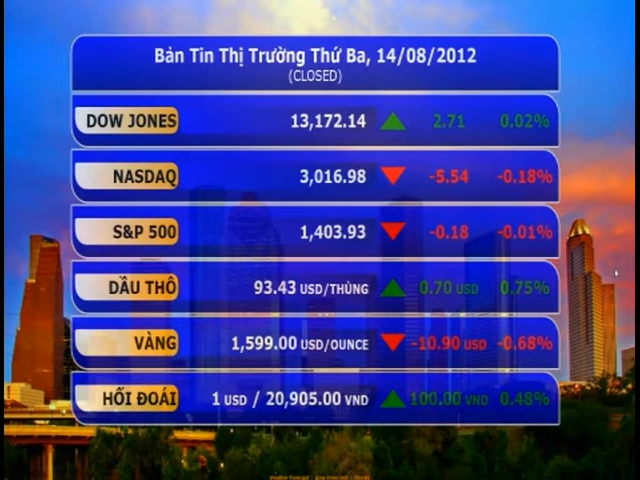 Bản Tin Thị Trường Thứ Ba, 14/08/2012
(CLOSED)
DOW JONES 13,172.14 2.71 0.02%
NASDAQ 3,016.98 -5.54 -0.18%
S&P 500 1,403.93 -0.18 -0.01%
DẦU THÔ 93.43 USD/THÙNG 0.70 USD 0.75%
VÀNG 1,599.00 USD/OUNCE -10.90 USD -0.68%
HỐI ĐOÁI 1 USD / 20,905.00 VND 100.00 VND 0.48%